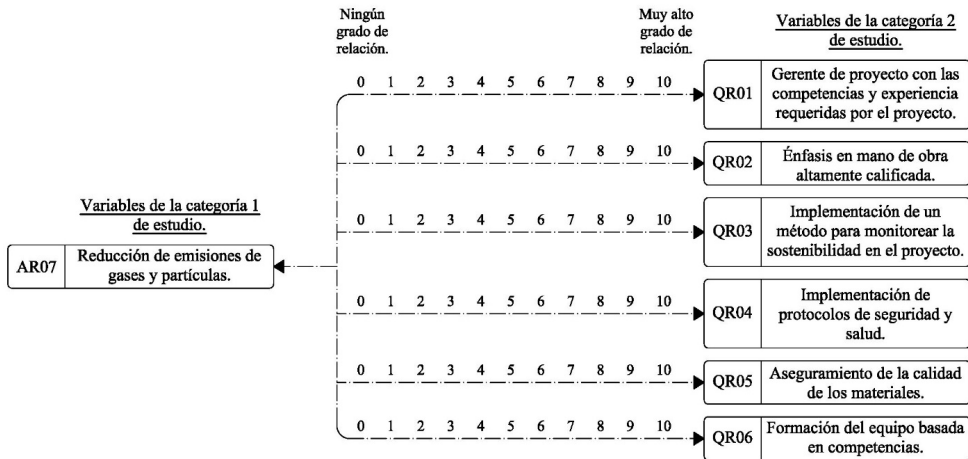 Ningún
grado de
relación.
Muy alto
grado de
relación.
Variables de la categoría 2
de estudio.
0 1 2 3 4 5 6 7 8 9 10
QR01
Gerente de proyecto con las
competencias y experiencia
requeridas por el proyecto.
0 1 2 3 4 5 6 7 8 9 10
QR02
Énfasis en mano de obra
altamente calificada.
Variables de la categoría 1
de estudio.
AR07
Reducción de emisiones de
gases y partículas.
0 1 2 3 4 5 6 7 8 9 10
QR03
Implementación de un
método para monitorear la
sostenibilidad en el proyecto.
0 1 2 3 4 5 6 7 8 9 10
QR04
Implementación de
protocolos de seguridad y
salud.
0 1 2 3 4 5 6 7 8 9 10
QR05
Aseguramiento de la calidad
de los materiales.
0 1 2 3 4 5 6 7 8 9 10
QR06
Formación del equipo basada
en competencias.